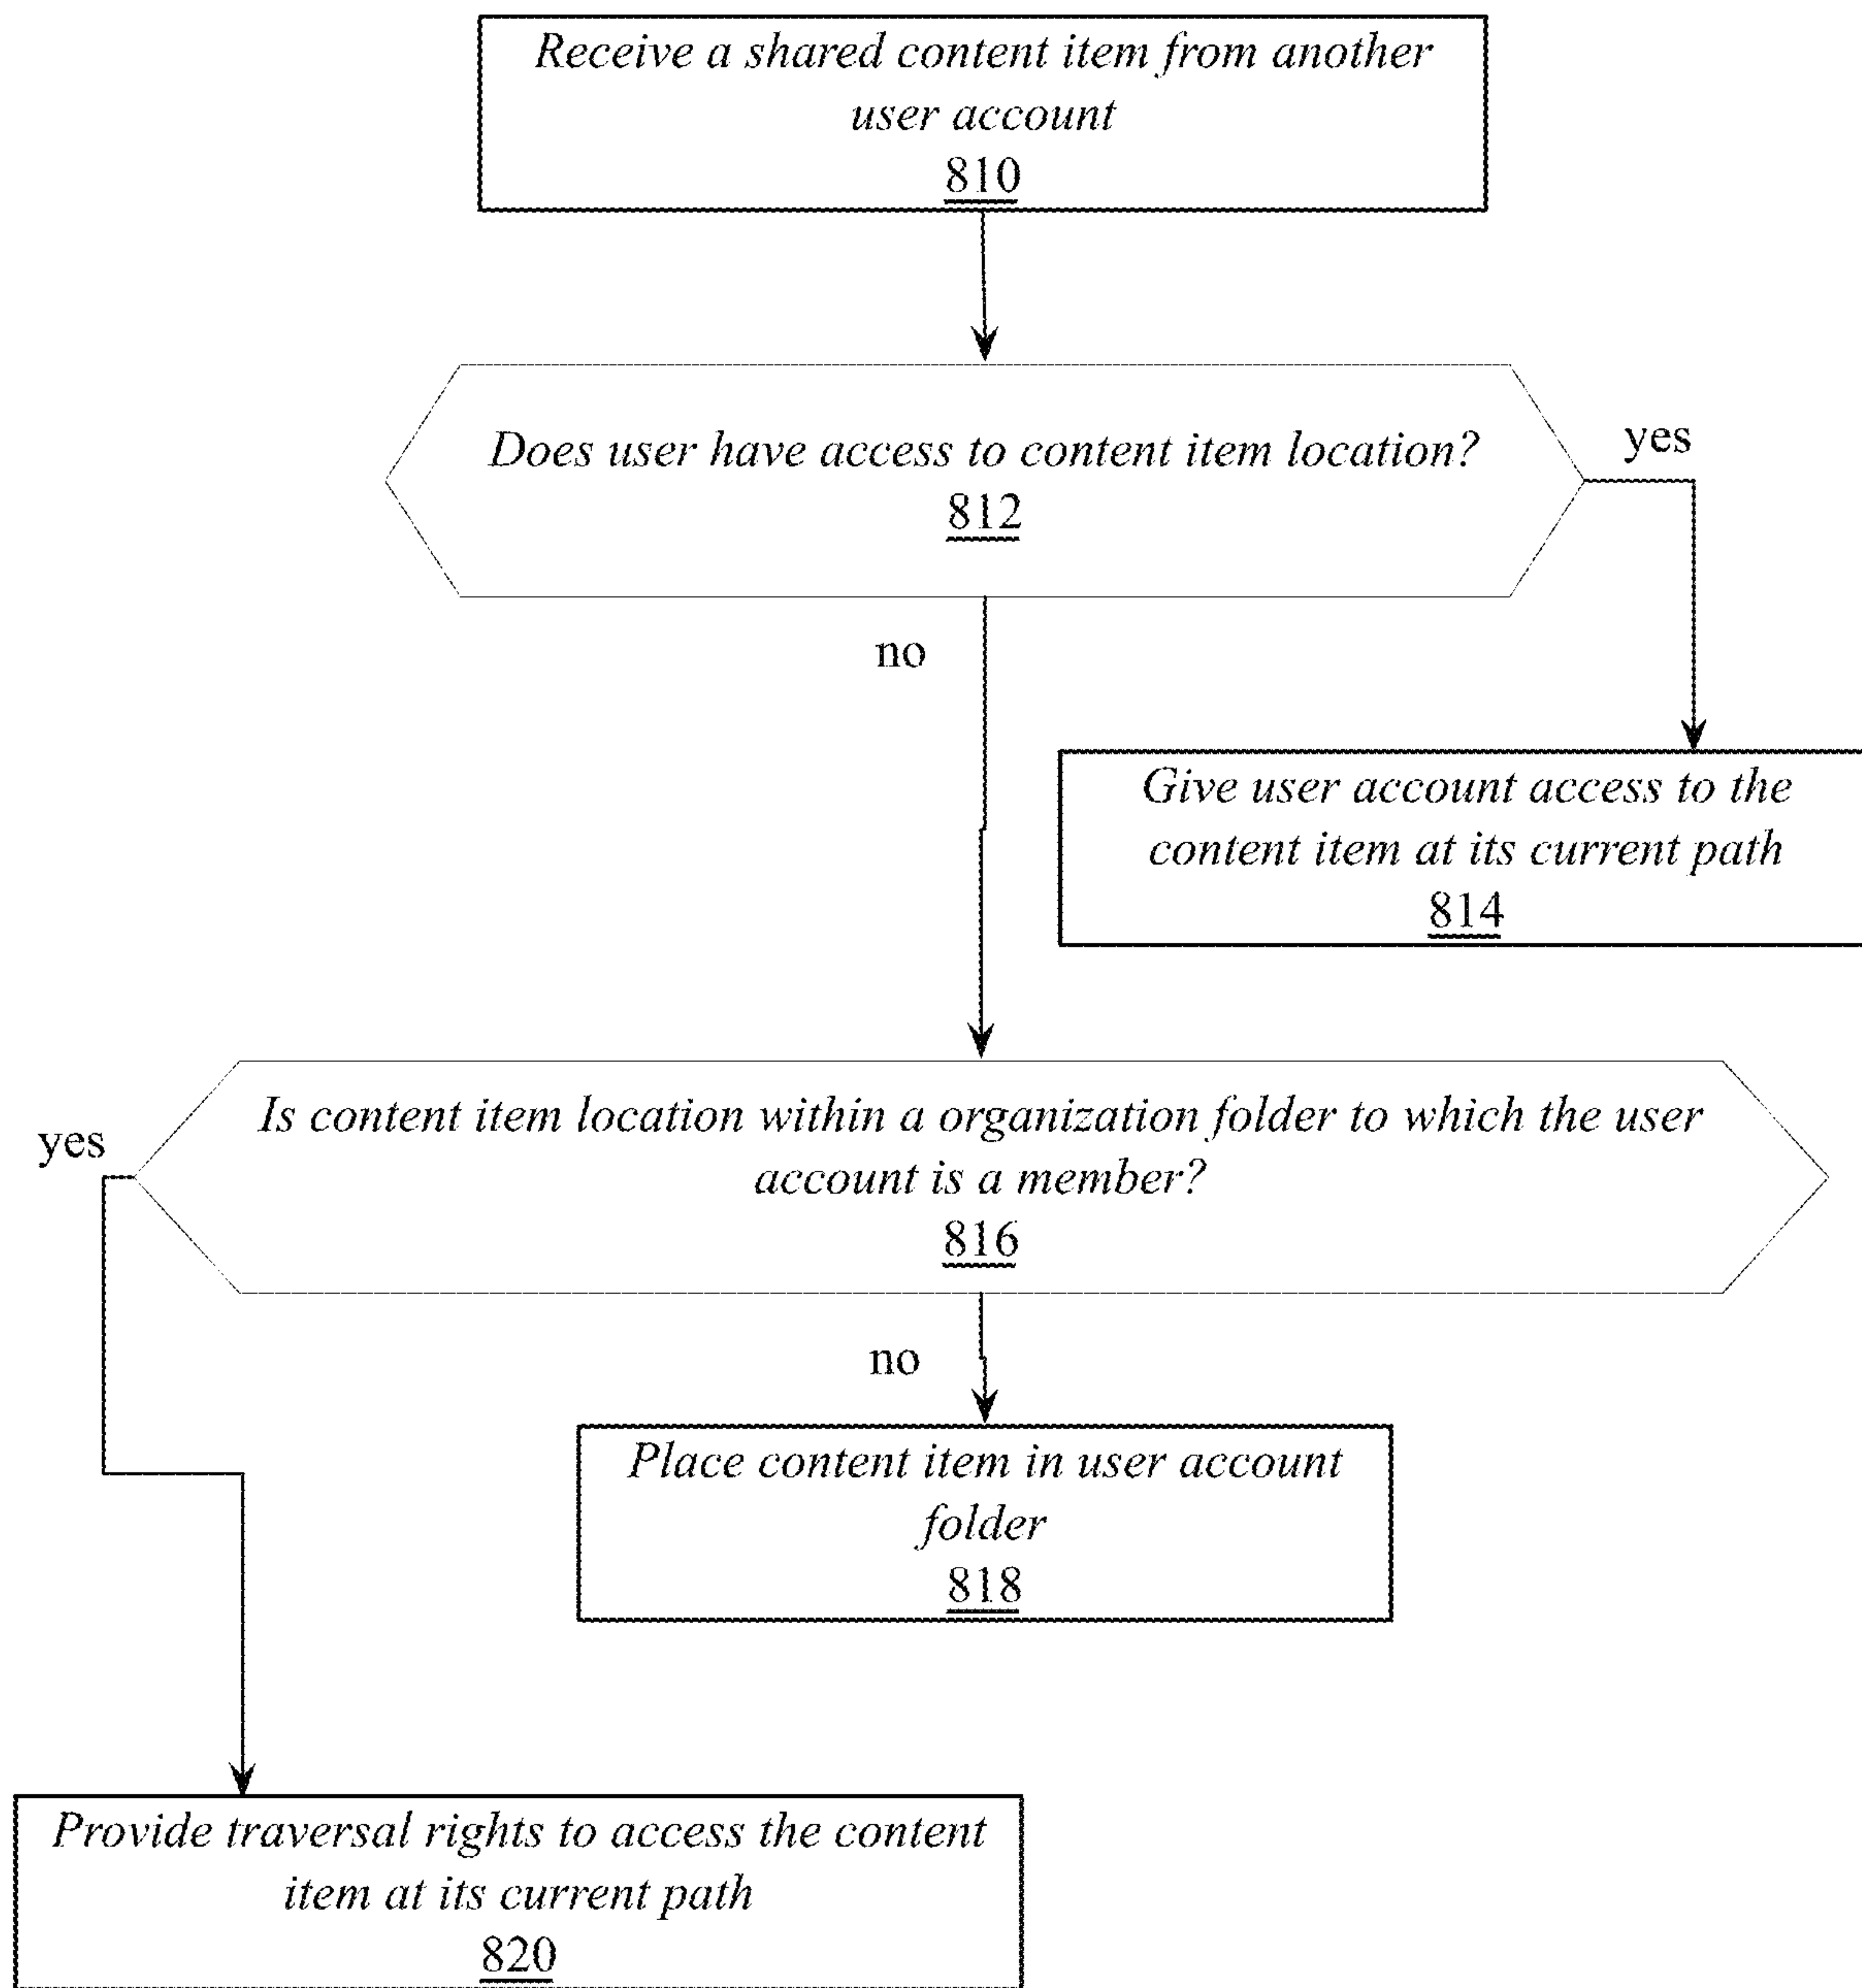 Receive a shared content item from another
user account
810
Does user have access to content item location?
812
yes
no
Give user account access to the
content item at its current path
814
yes
Is content item location within a organization folder to which the user
account is a member?
816
no
Place content item in user account
folder
818
Provide traversal rights to access the content
item at its current path
820